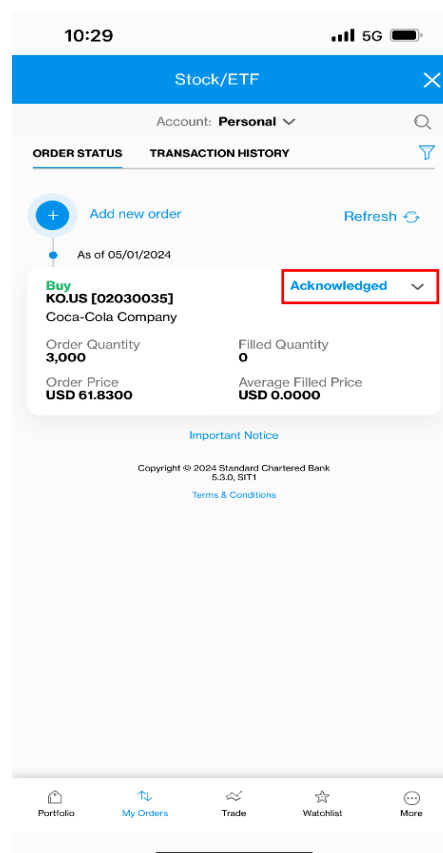 10:29
5G
Stock/ETF
Account: Personal
ORDER STATUS TRANSACTION HISTORY
Add new order
Refresh
As of 05/01/2024
Buy
Acknowledged
KO.US [02030035]
Coca-Cola Company
Order Quantity Filled Quantity
3,000 0
Order Price Average Filled Price
USD 61.8300 USD 0.0000
Important Notice
Copyright © 2024 Standard Chartered Bank
5.3.0, SIT1
Terms & Conditions
Portfolio My Orders Trade Watchlist More